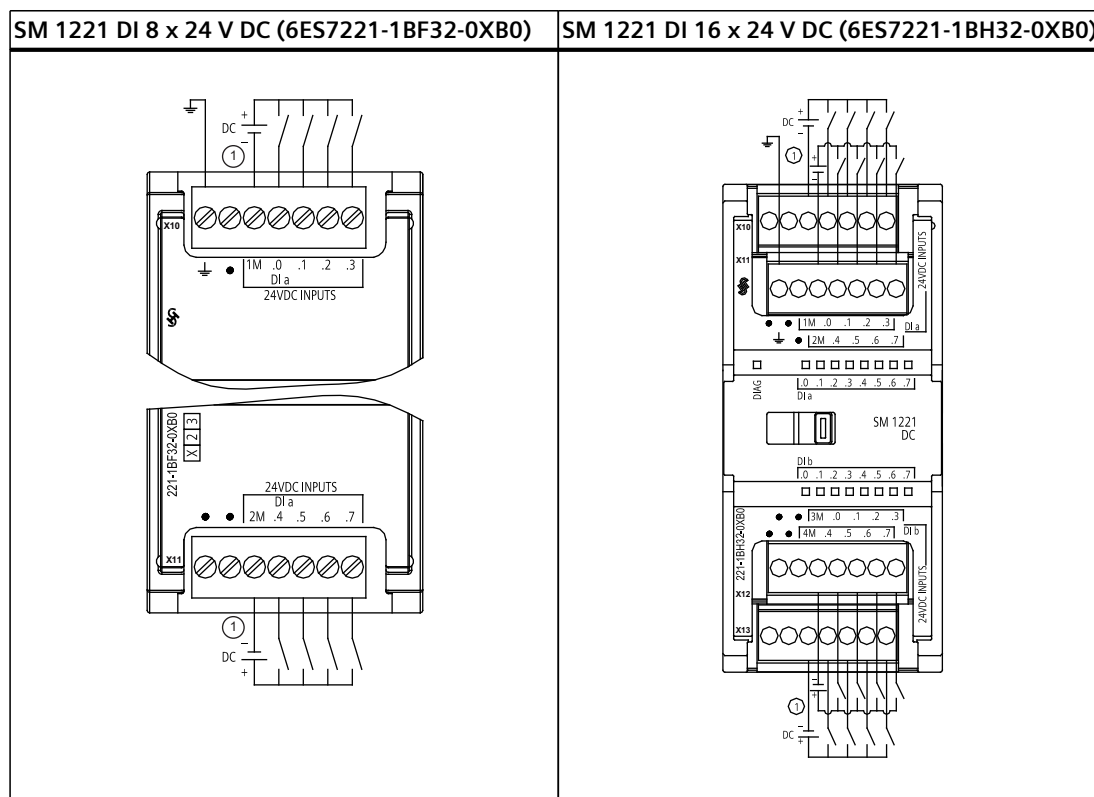 SM 1221 DI 8 x 24 V DC (6ES7221-1BF32-0XB0)
+
DC
−
1
X10
1M .0 .1 .2 .3
DI a
24VDC INPUTS
221-1BF32-0XB0
X 2 3
24VDC INPUTS
DI a
2M .4 .5 .6 .7
X11
1
−
DC
+
SM 1221 DI 16 x 24 V DC (6ES7221-1BH32-0XB0)
+
DC
−
1
+
−
X10
X11
24VDC INPUTS
1M .0 .1 .2 .3
DI a
2M .4 .5 .6 .7
DIAG
.0 .1 .2 .3 .4 .5 .6 .7
DI a
SM 1221
DC
DI b
.0 .1 .2 .3 .4 .5 .6 .7
3M .0 .1 .2 .3
DI b
4M .4 .5 .6 .7
221-1BH32-0XB0
24VDC INPUTS
X12
X13
−
+
1
−
DC
+